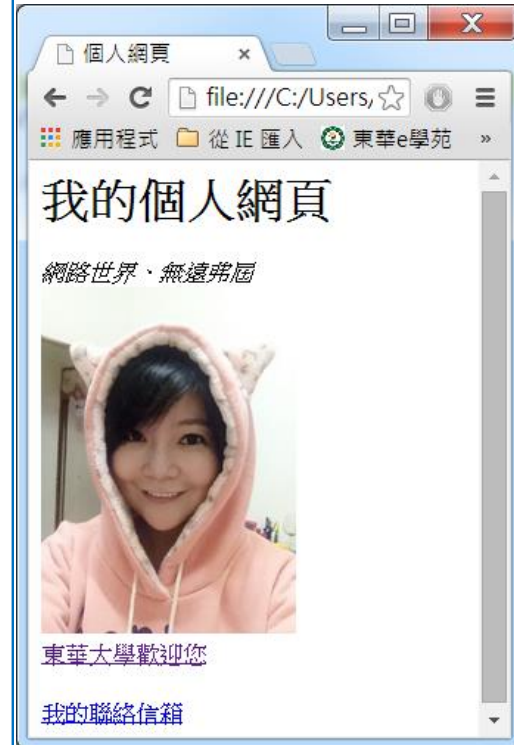 個人網頁
file:///C:/Users,
應用程式 從 IE 匯入 東華e學苑 »
我的個人網頁
網路世界、無遠弗屆
東華大學歡迎您
我的聯絡信箱